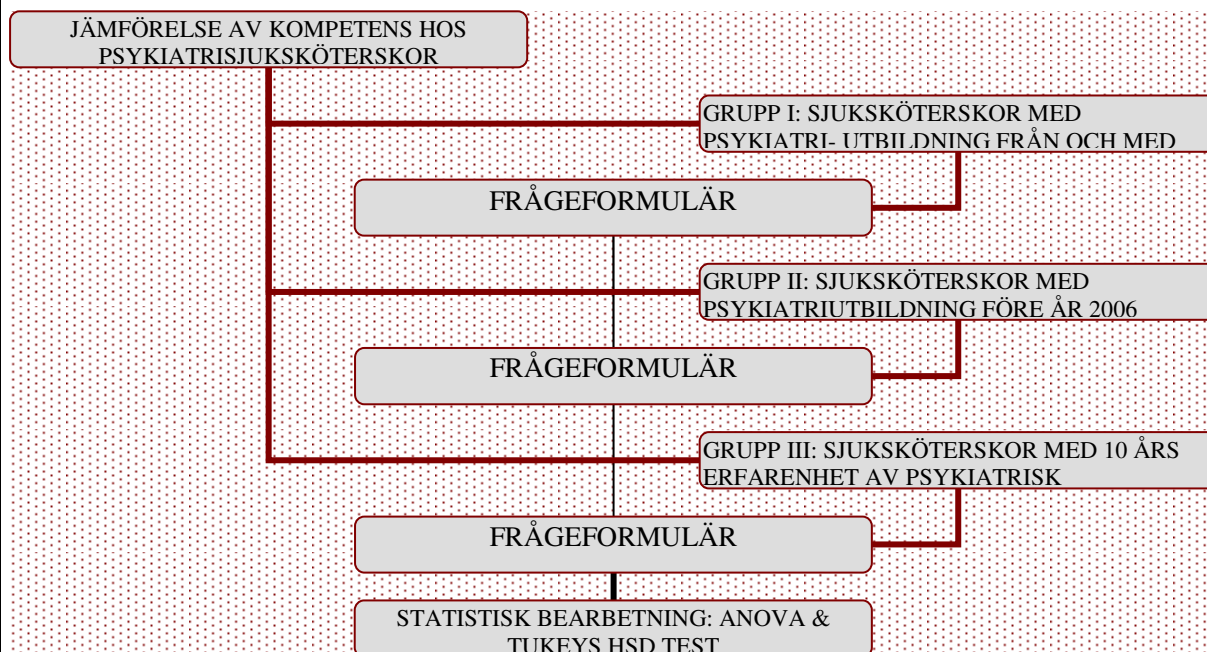 JÄMFÖRELSE AV KOMPETENS HOS
PSYKIATRISJUKSKÖTERSKOR
GRUPP I: SJUKSKÖTERSKOR MED
PSYKIATRI- UTBILDNING FRÅN OCH MED
FRÅGEFORMULÄR
GRUPP II: SJUKSKÖTERSKOR MED
PSYKIATRIUTBILDNING FÖRE ÅR 2006
FRÅGEFORMULÄR
GRUPP III: SJUKSKÖTERSKOR MED 10 ÅRS
ERFARENHET AV PSYKIATRISK
FRÅGEFORMULÄR
STATISTISK BEARBETNING: ANOVA &
TUKEYS HSD TEST